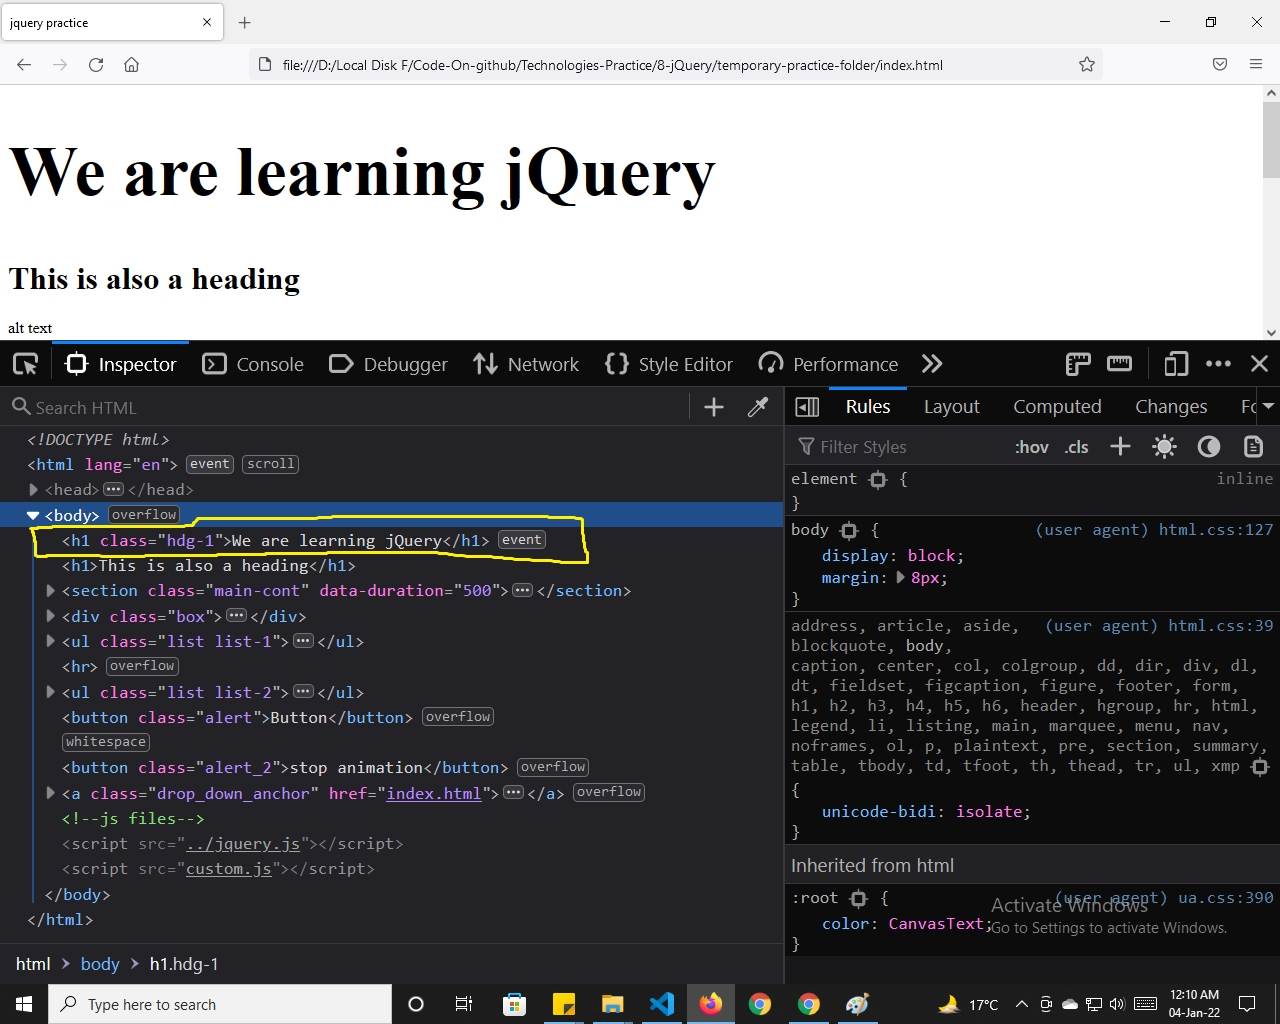 jquery practice
file:///D:/Local Disk F/Code-On-github/Technologies-Practice/8-jQuery/temporary-practice-folder/index.html
We are learning jQuery
This is also a heading
alt text
Inspector Console Debugger Network Style Editor Performance
Search HTML
<!DOCTYPE html>
<html lang="en"> event scroll
<head> </head>
<body> overflow
<h1 class="hdg-1">We are learning jQuery</h1> event
<h1>This is also a heading</h1>
<section class="main-cont" data-duration="500"> </section>
<div class="box"> </div>
<ul class="list list-1"> </ul>
<hr> overflow
<ul class="list list-2"> </ul>
<button class="alert">Button</button> overflow
whitespace
<button class="alert_2">stop animation</button> overflow
<a class="drop_down_anchor" href="index.html"> </a> overflow
<!--js files-->
<script src="../jquery.js"></script>
<script src="custom.js"></script>
</body>
</html>
html body h1.hdg-1
Rules Layout Computed Changes
Filter Styles :hov .cls
element { inline
}
body { (user agent) html.css:127
display: block;
margin: 8px;
}
address, article, aside, (user agent) html.css:39
blockquote, body,
caption, center, col, colgroup, dd, dir, div, dl,
dt, fieldset, figcaption, figure, footer, form,
h1, h2, h3, h4, h5, h6, header, hgroup, hr, html,
legend, li, listing, main, marquee, menu, nav,
noframes, ol, p, plaintext, pre, section, summary,
table, tbody, td, tfoot, th, thead, tr, ul, xmp
{
unicode-bidi: isolate;
}
Inherited from html
:root { (user agent) ua.css:390
color: CanvasText;
}
Activate Windows
Go to Settings to activate Windows.
Type here to search
17°C
12:10 AM
04-Jan-22